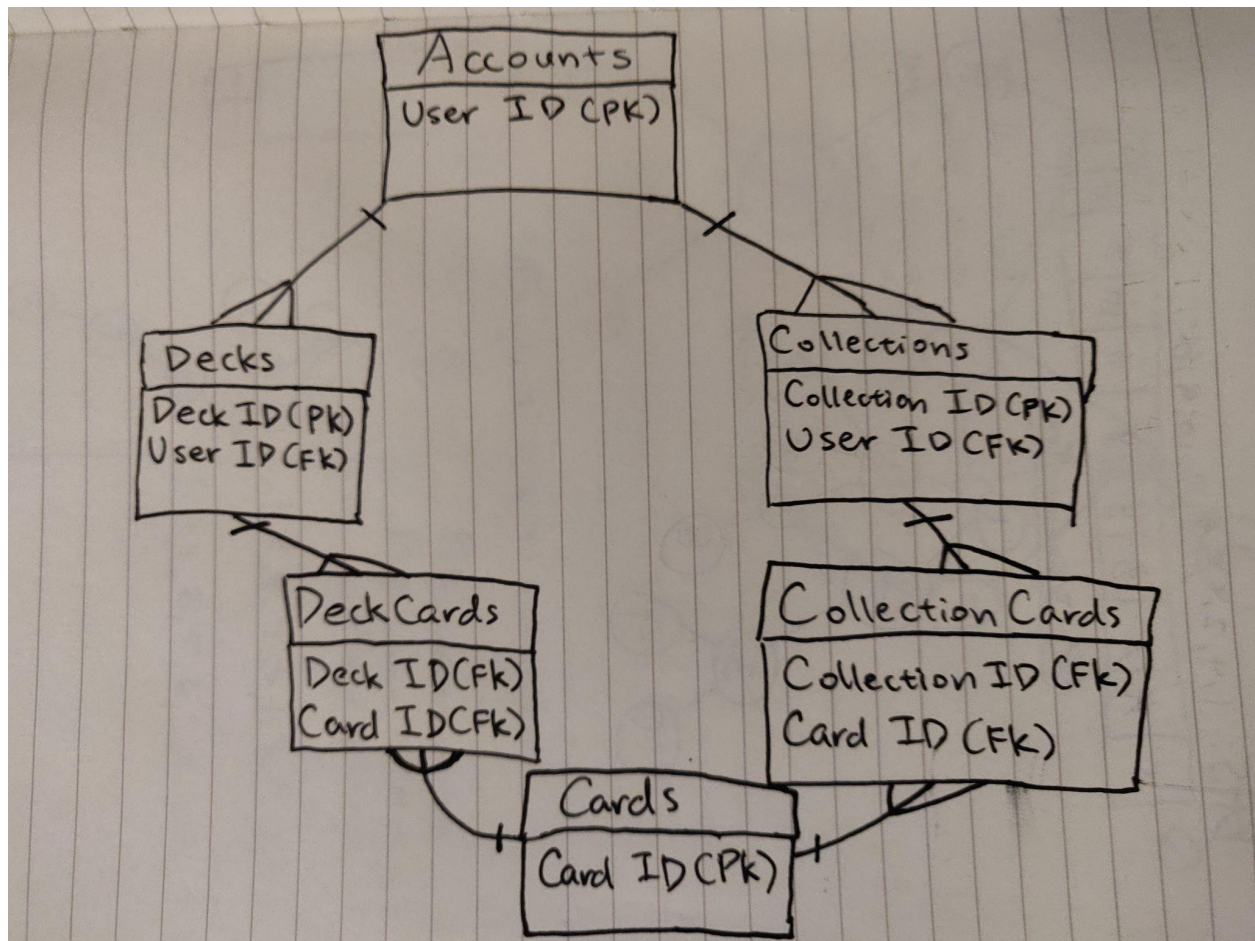 Accounts
User ID (PK)
Decks
Deck ID (PK)
User ID (FK)
Collections
Collection ID (PK)
User ID (FK)
Deck Cards
Deck ID (FK)
Card ID (FK)
Collection Cards
Collection ID (FK)
Card ID (FK)
Cards
Card ID (PK)